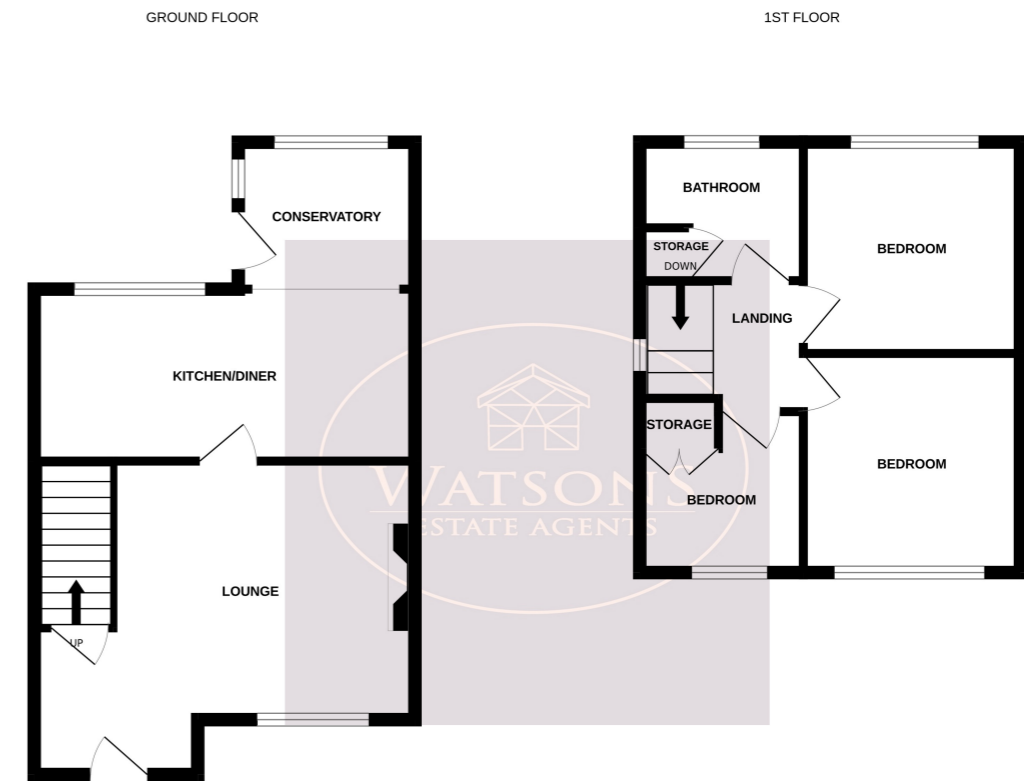 GROUND FLOOR
1ST FLOOR
CONSERVATORY
KITCHEN/DINER
LOUNGE
UP
BATHROOM
STORAGE
DOWN
LANDING
BEDROOM
STORAGE
BEDROOM
BEDROOM
WATSONS
ESTATE AGENTS